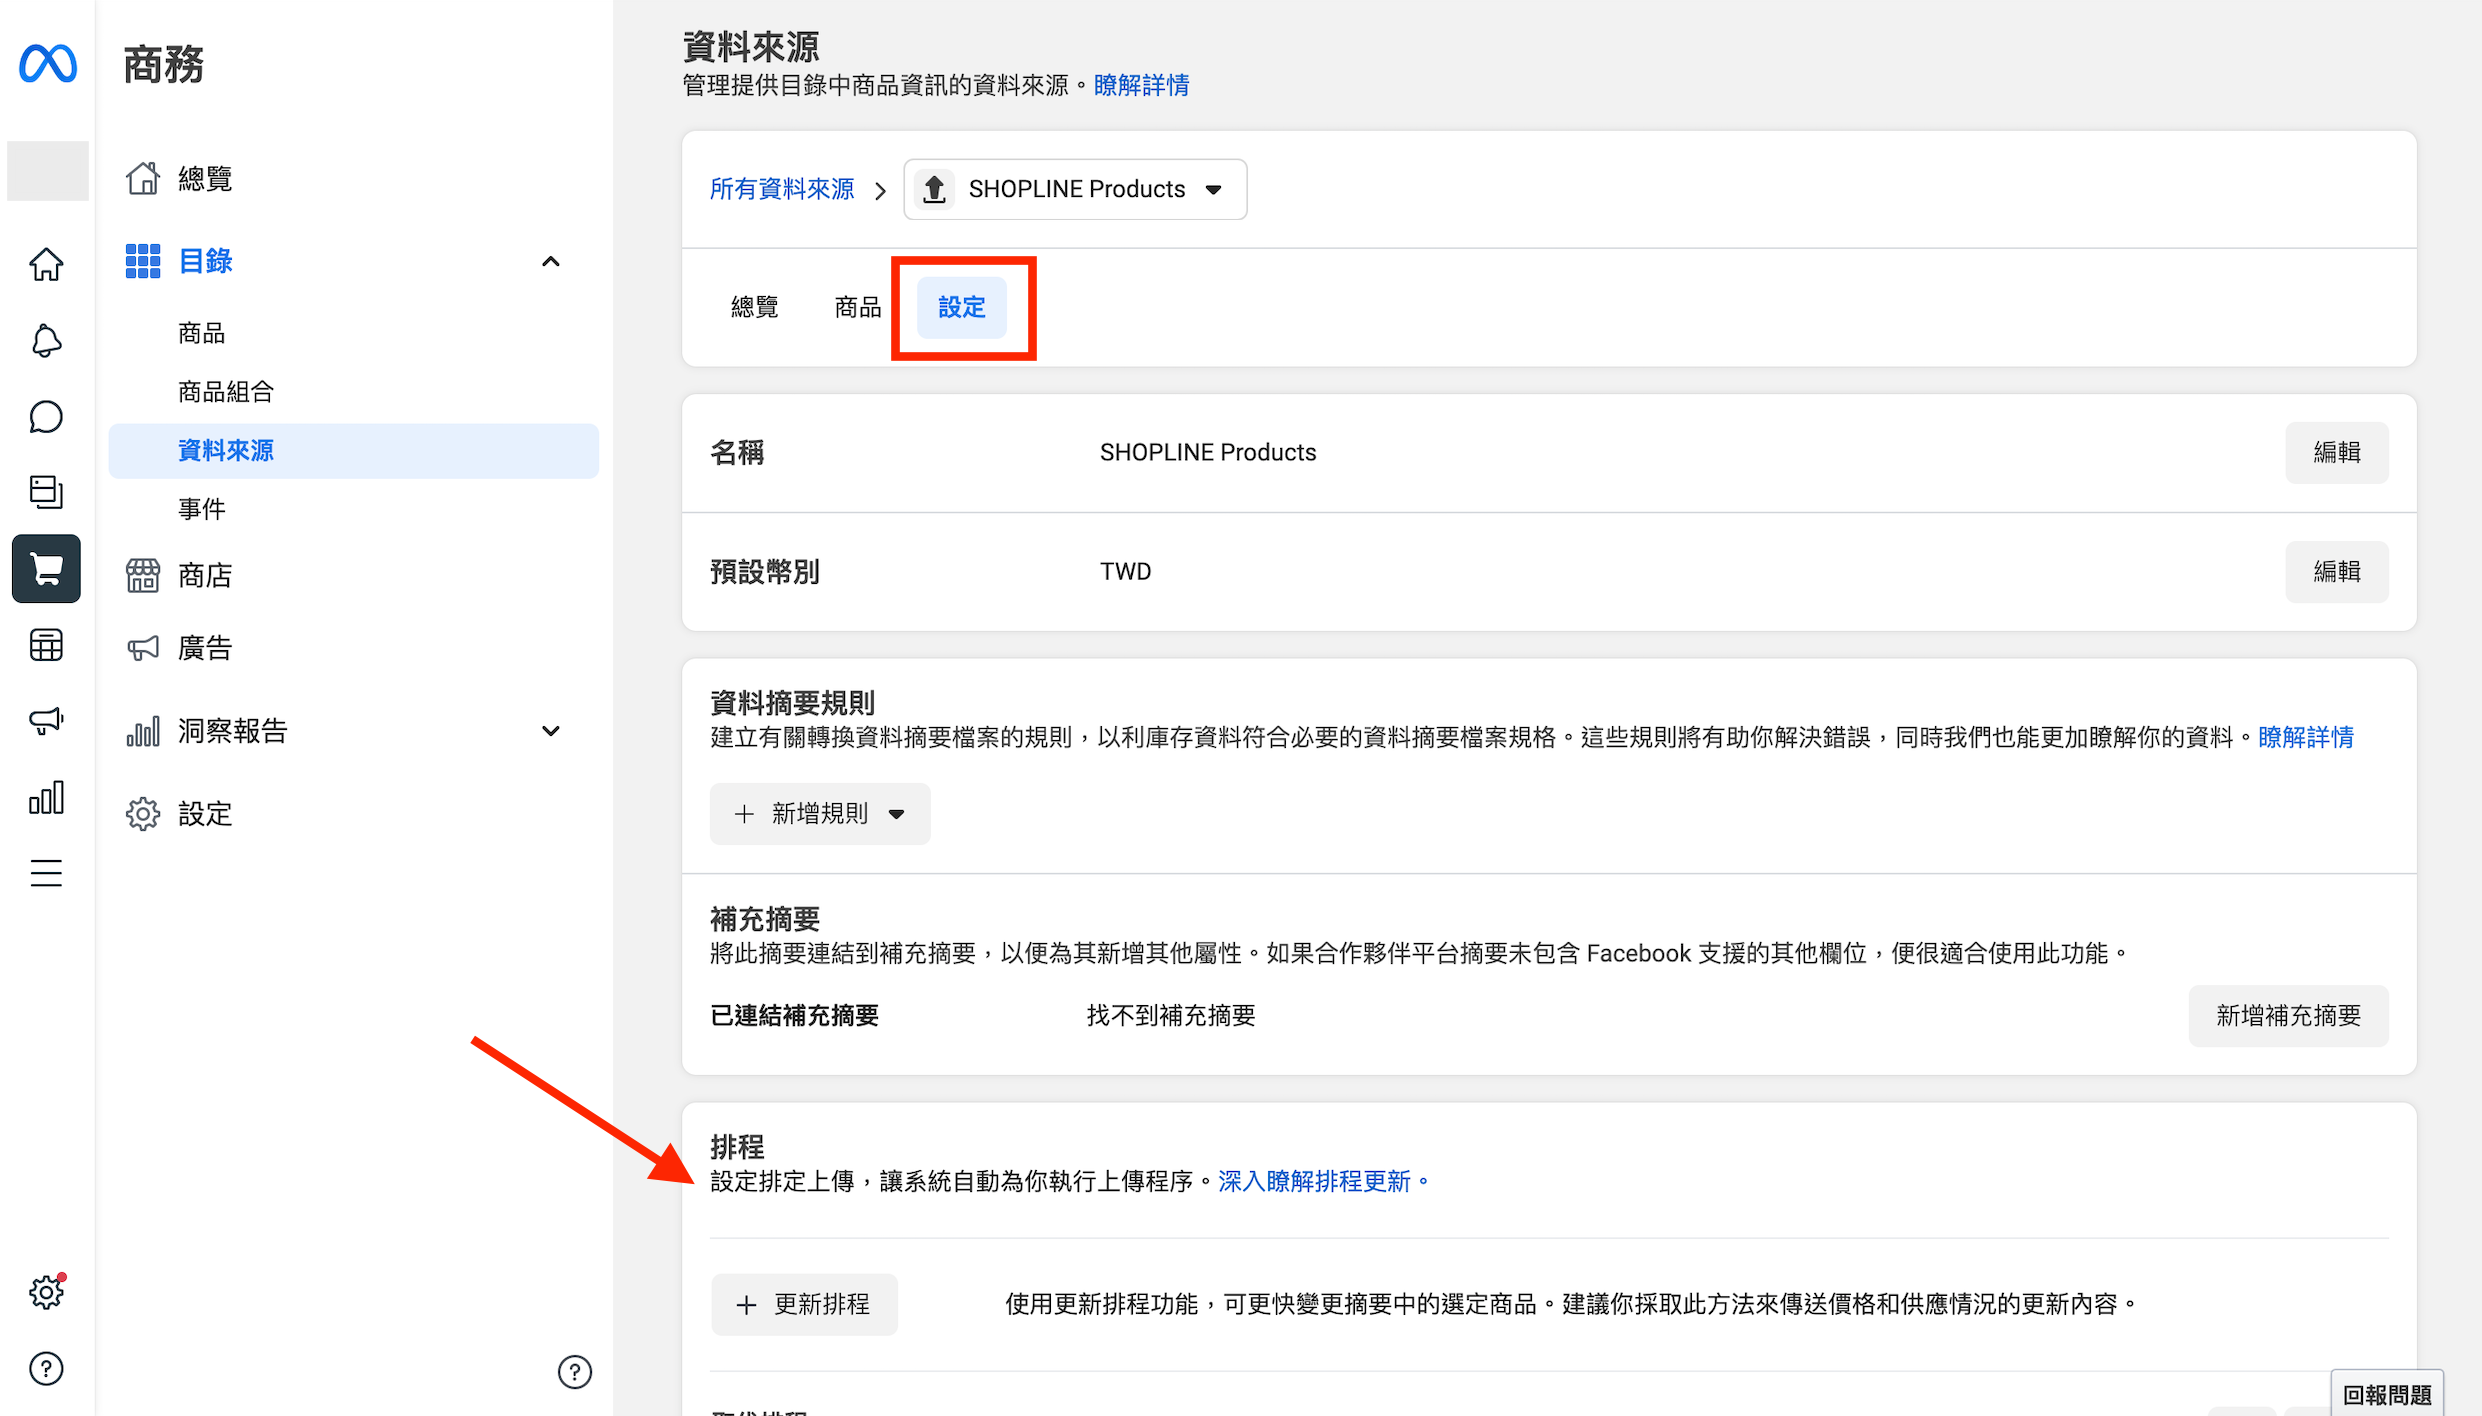 商務
總覽
目錄
商品
商品組合
資料來源
事件
商店
廣告
洞察報告
設定
資料來源
管理提供目錄中商品資訊的資料來源。瞭解詳情
所有資料來源 > SHOPLINE Products
總覽 商品 設定
名稱 SHOPLINE Products 編輯
預設幣別 TWD 編輯
資料摘要規則
建立有關轉換資料摘要檔案的規則，以利庫存資料符合必要的資料摘要檔案規格。這些規則將有助你解決錯誤，同時我們也能更加瞭解你的資料。瞭解詳情
+ 新增規則
補充摘要
將此摘要連結到補充摘要，以便為其新增其他屬性。如果合作夥伴平台摘要未包含 Facebook 支援的其他欄位，便很適合使用此功能。
已連結補充摘要 找不到補充摘要 新增補充摘要
排程
設定排定上傳，讓系統自動為你執行上傳程序。深入瞭解排程更新。
+ 更新排程 使用更新排程功能，可更快變更摘要中的選定商品。建議你採取此方法來傳送價格和供應情況的更新內容。
回報問題